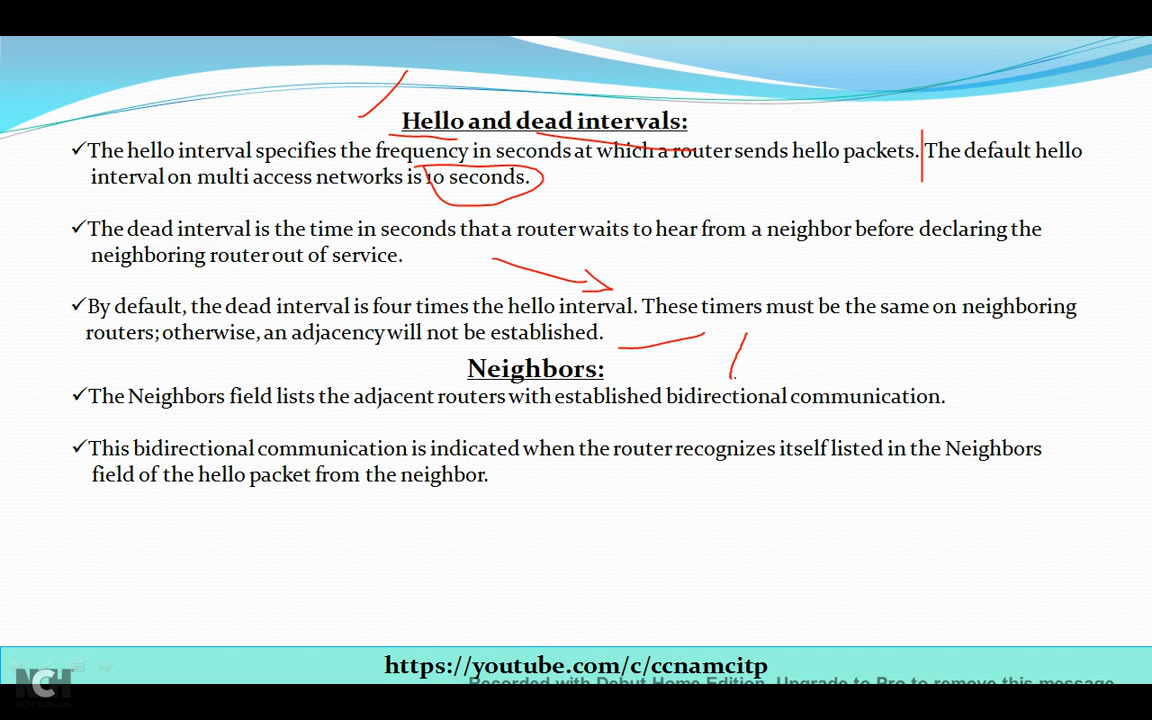 Hello and dead intervals:
✓The hello interval specifies the frequency in seconds at which a router sends hello packets. The default hello
interval on multi access networks is 10 seconds.
✓The dead interval is the time in seconds that a router waits to hear from a neighbor before declaring the
neighboring router out of service.
✓By default, the dead interval is four times the hello interval. These timers must be the same on neighboring
routers; otherwise, an adjacency will not be established.
Neighbors:
✓The Neighbors field lists the adjacent routers with established bidirectional communication.
✓This bidirectional communication is indicated when the router recognizes itself listed in the Neighbors
field of the hello packet from the neighbor.
https://youtube.com/c/ccnamcitp
Recorded with Debut Home Edition. Upgrade to Pro to remove this message
NCH
NCH Software